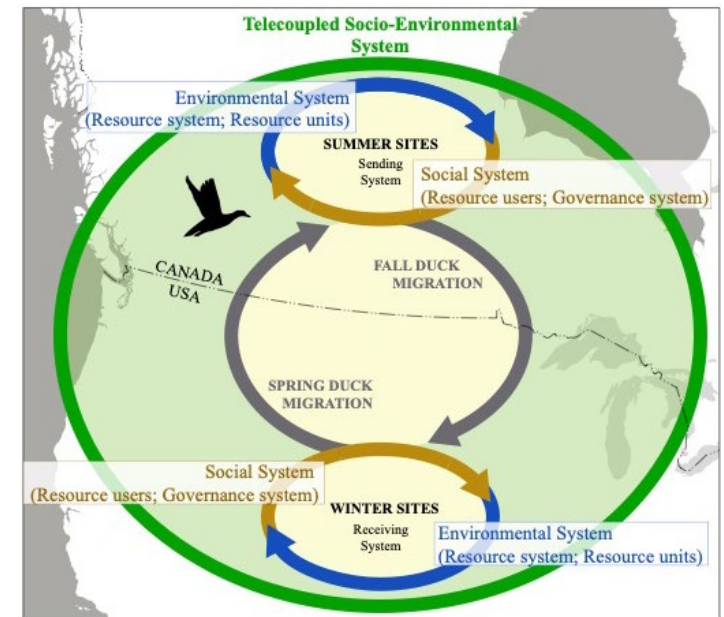 Telecoupled Socio-Environmental
System
Environmental System
(Resource system; Resource units)
SUMMER SITES
Sending
System
Social System
(Resource users; Governance system)
FALL DUCK
MIGRATION
CANADA
USA
SPRING DUCK
MIGRATION
Social System
(Resource users; Governance system)
WINTER SITES
Receiving
System
Environmental System
(Resource system; Resource units)